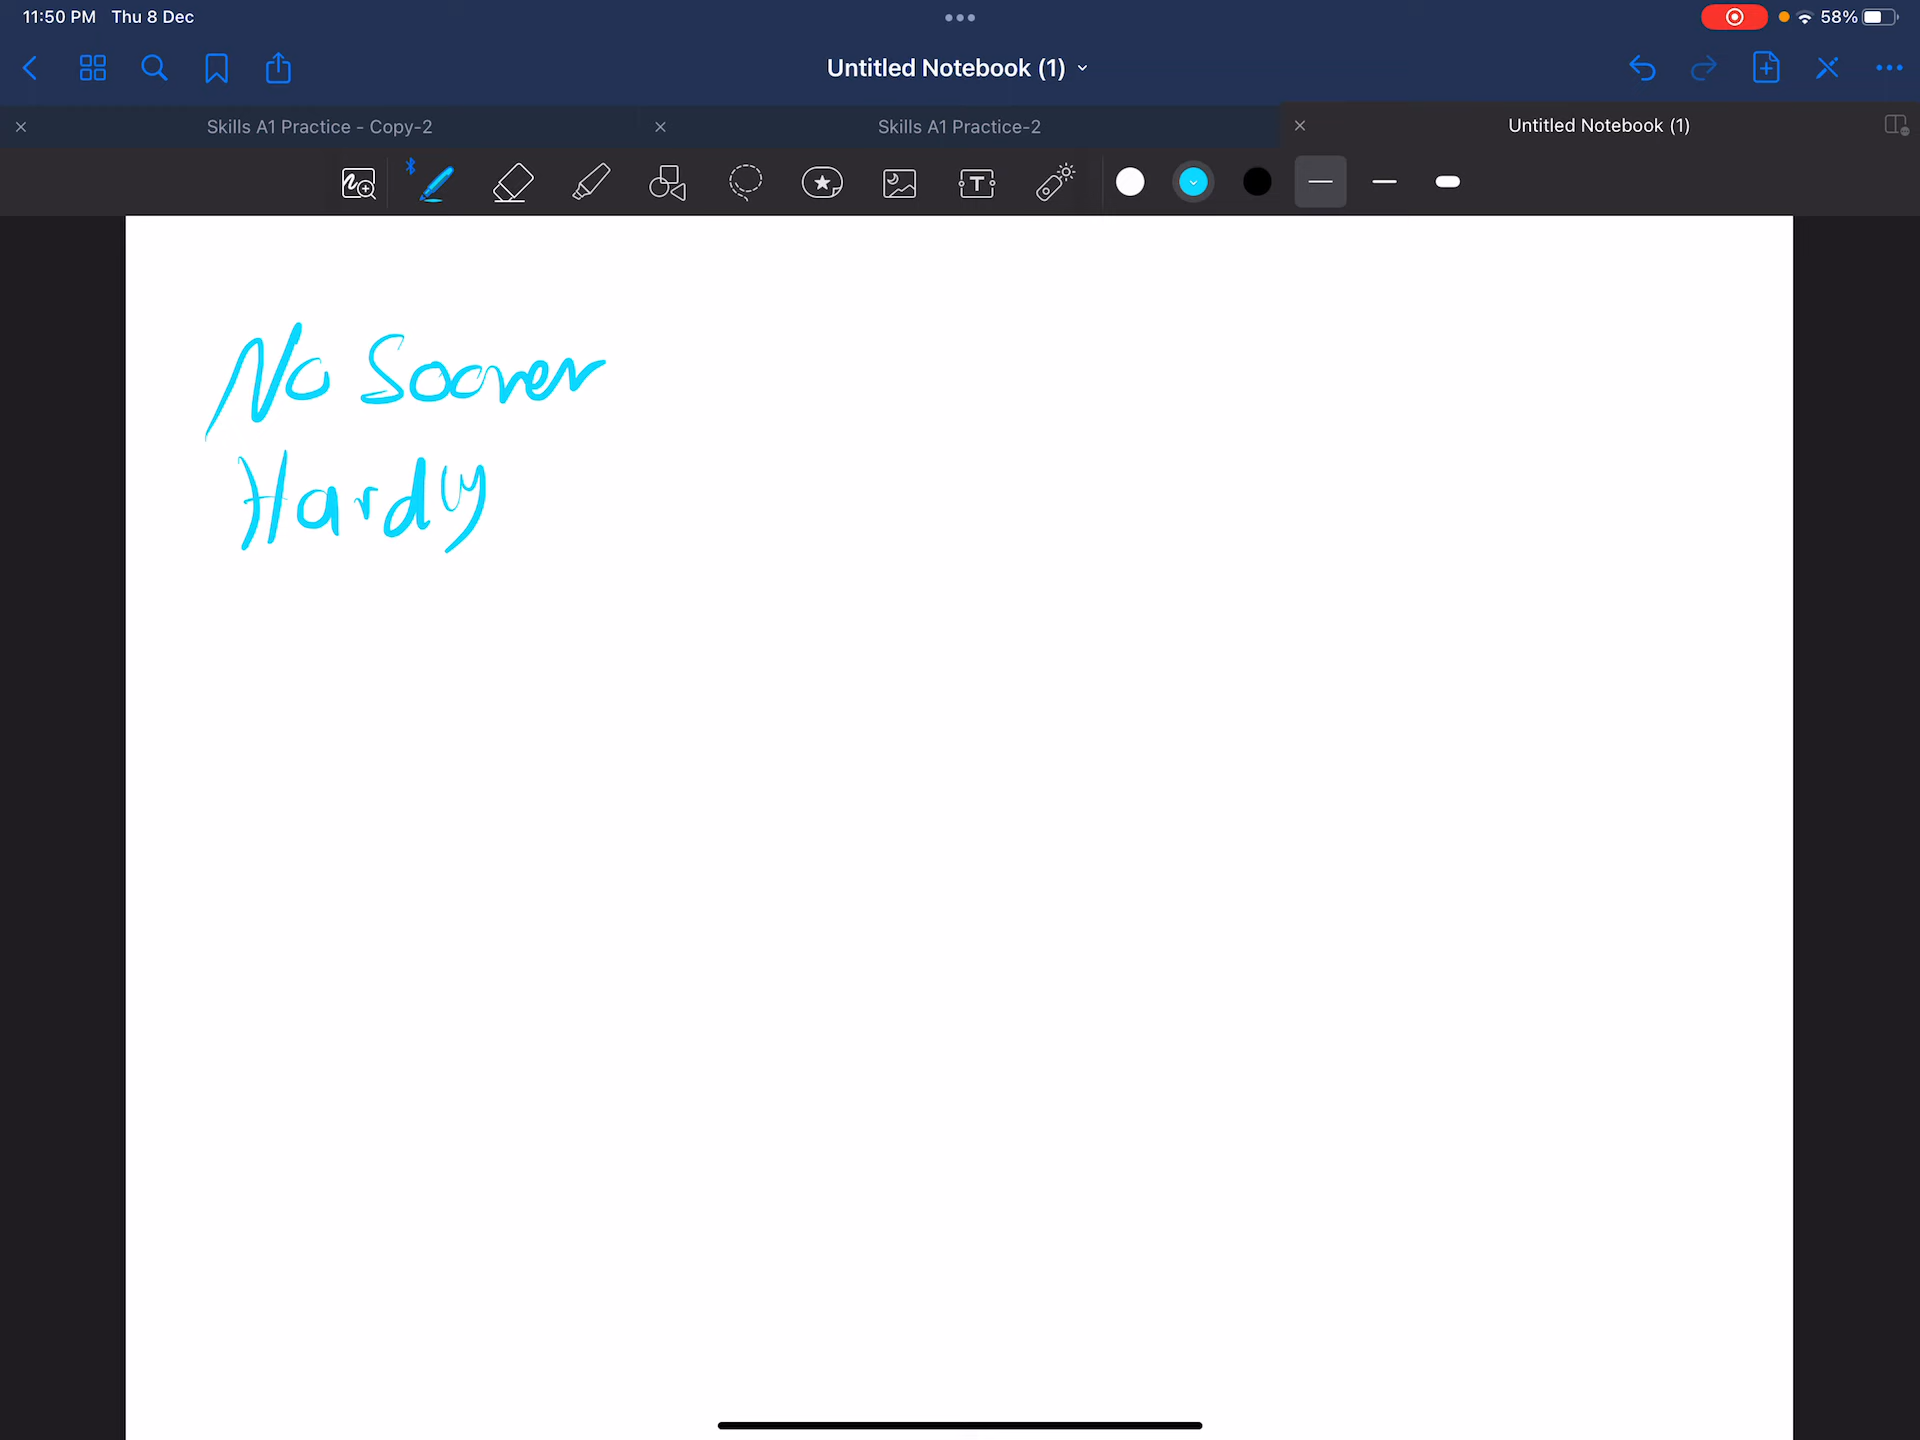 11:50 PM Thu 8 Dec
58%
Untitled Notebook (1)
Skills A1 Practice - Copy-2
Skills A1 Practice-2
Untitled Notebook (1)
No Sooner
Hardly